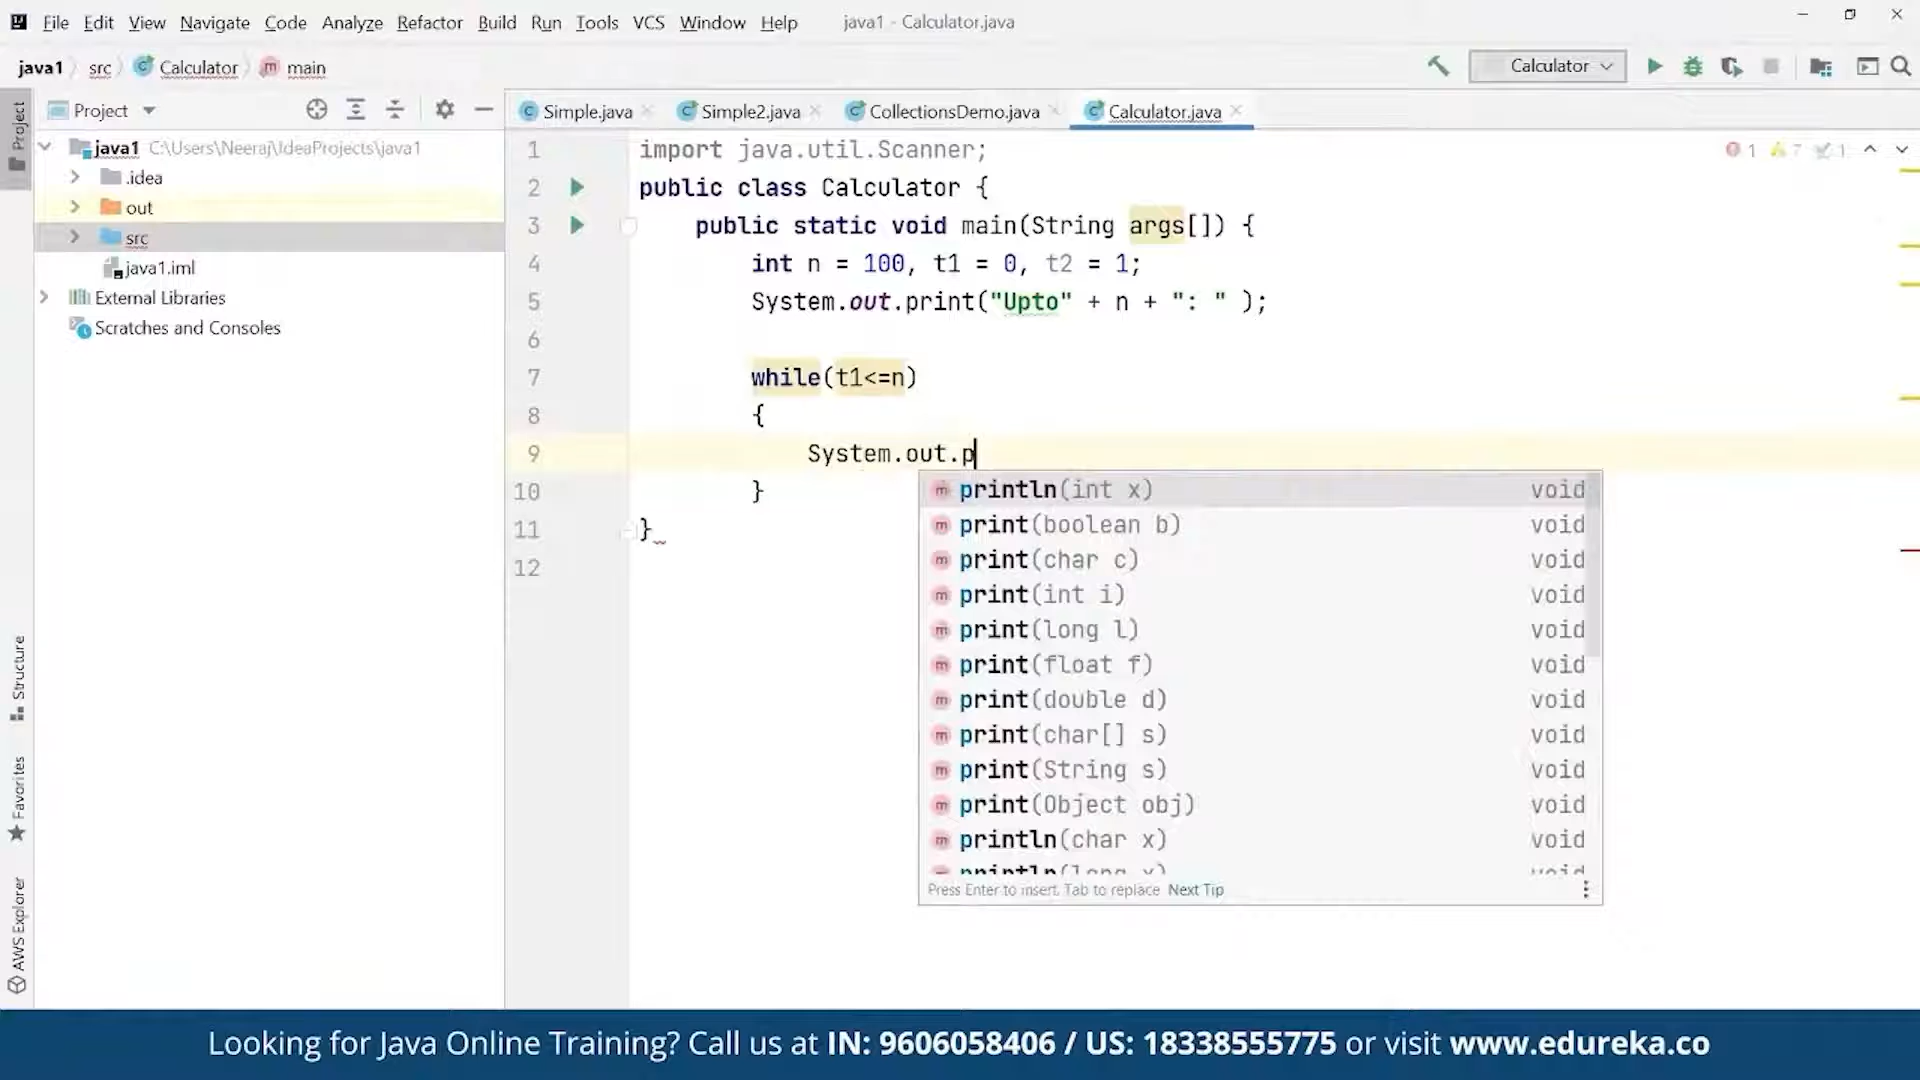 File Edit View Navigate Code Analyze Refactor Build Run Tools VCS Window Help java1 - Calculator.java
java1 src Calculator main Calculator
Project Simple.java Simple2.java CollectionsDemo.java Calculator.java
Project
java1 C:\Users\Neeraj\IdeaProjects\java1
.idea
out
src
java1.iml
External Libraries
Scratches and Consoles
Structure
Favorites
AWS Explorer
1 import java.util.Scanner;
2 public class Calculator {
3 public static void main(String args[]) {
4 int n = 100, t1 = 0, t2 = 1;
5 System.out.print("Upto" + n + ": " );
6
7 while(t1<=n)
8 {
9 System.out.p
10 }
11 }
12
1 7 1
println(int x) void
print(boolean b) void
print(char c) void
print(int i) void
print(long l) void
print(float f) void
print(double d) void
print(char[] s) void
print(String s) void
print(Object obj) void
println(char x) void
println(long x) void
Press Enter to insert, Tab to replace Next Tip
Looking for Java Online Training? Call us at IN: 9606058406 / US: 18338555775 or visit www.edureka.co